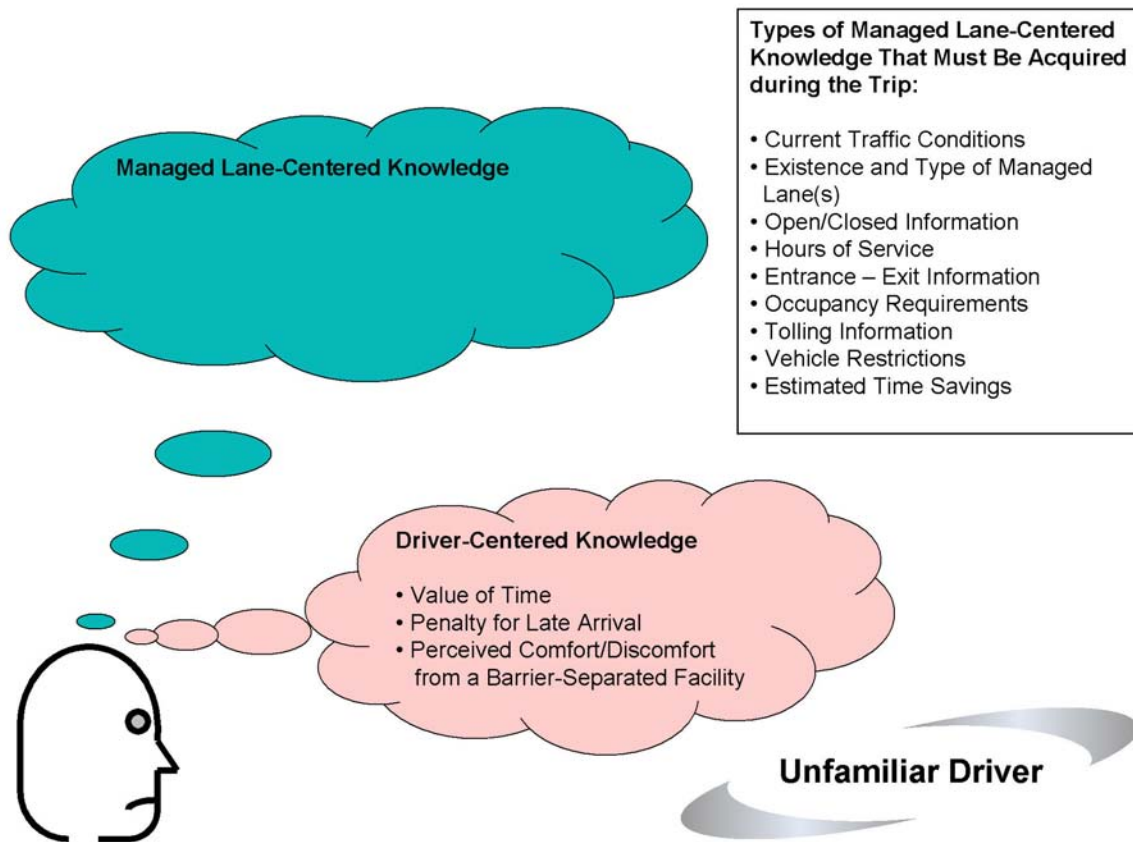 Types of Managed Lane-Centered
Knowledge That Must Be Acquired
during the Trip:
• Current Traffic Conditions
• Existence and Type of Managed
Lane(s)
• Open/Closed Information
• Hours of Service
• Entrance – Exit Information
• Occupancy Requirements
• Tolling Information
• Vehicle Restrictions
• Estimated Time Savings
Managed Lane-Centered Knowledge
Driver-Centered Knowledge
• Value of Time
• Penalty for Late Arrival
• Perceived Comfort/Discomfort
from a Barrier-Separated Facility
Unfamiliar Driver